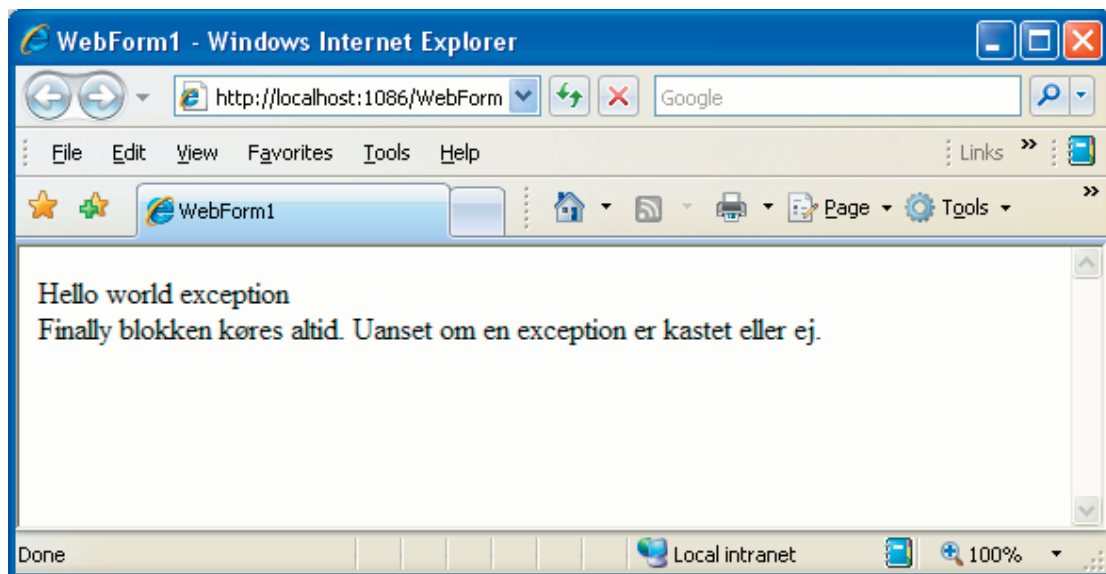 WebForm1 - Windows Internet Explorer
http://localhost:1086/WebForm
Google
File Edit View Favorites Tools Help Links »
WebForm1 Page Tools »
Hello world exception
Finally blokken køres altid. Uanset om en exception er kastet eller ej.
Done Local intranet 100%